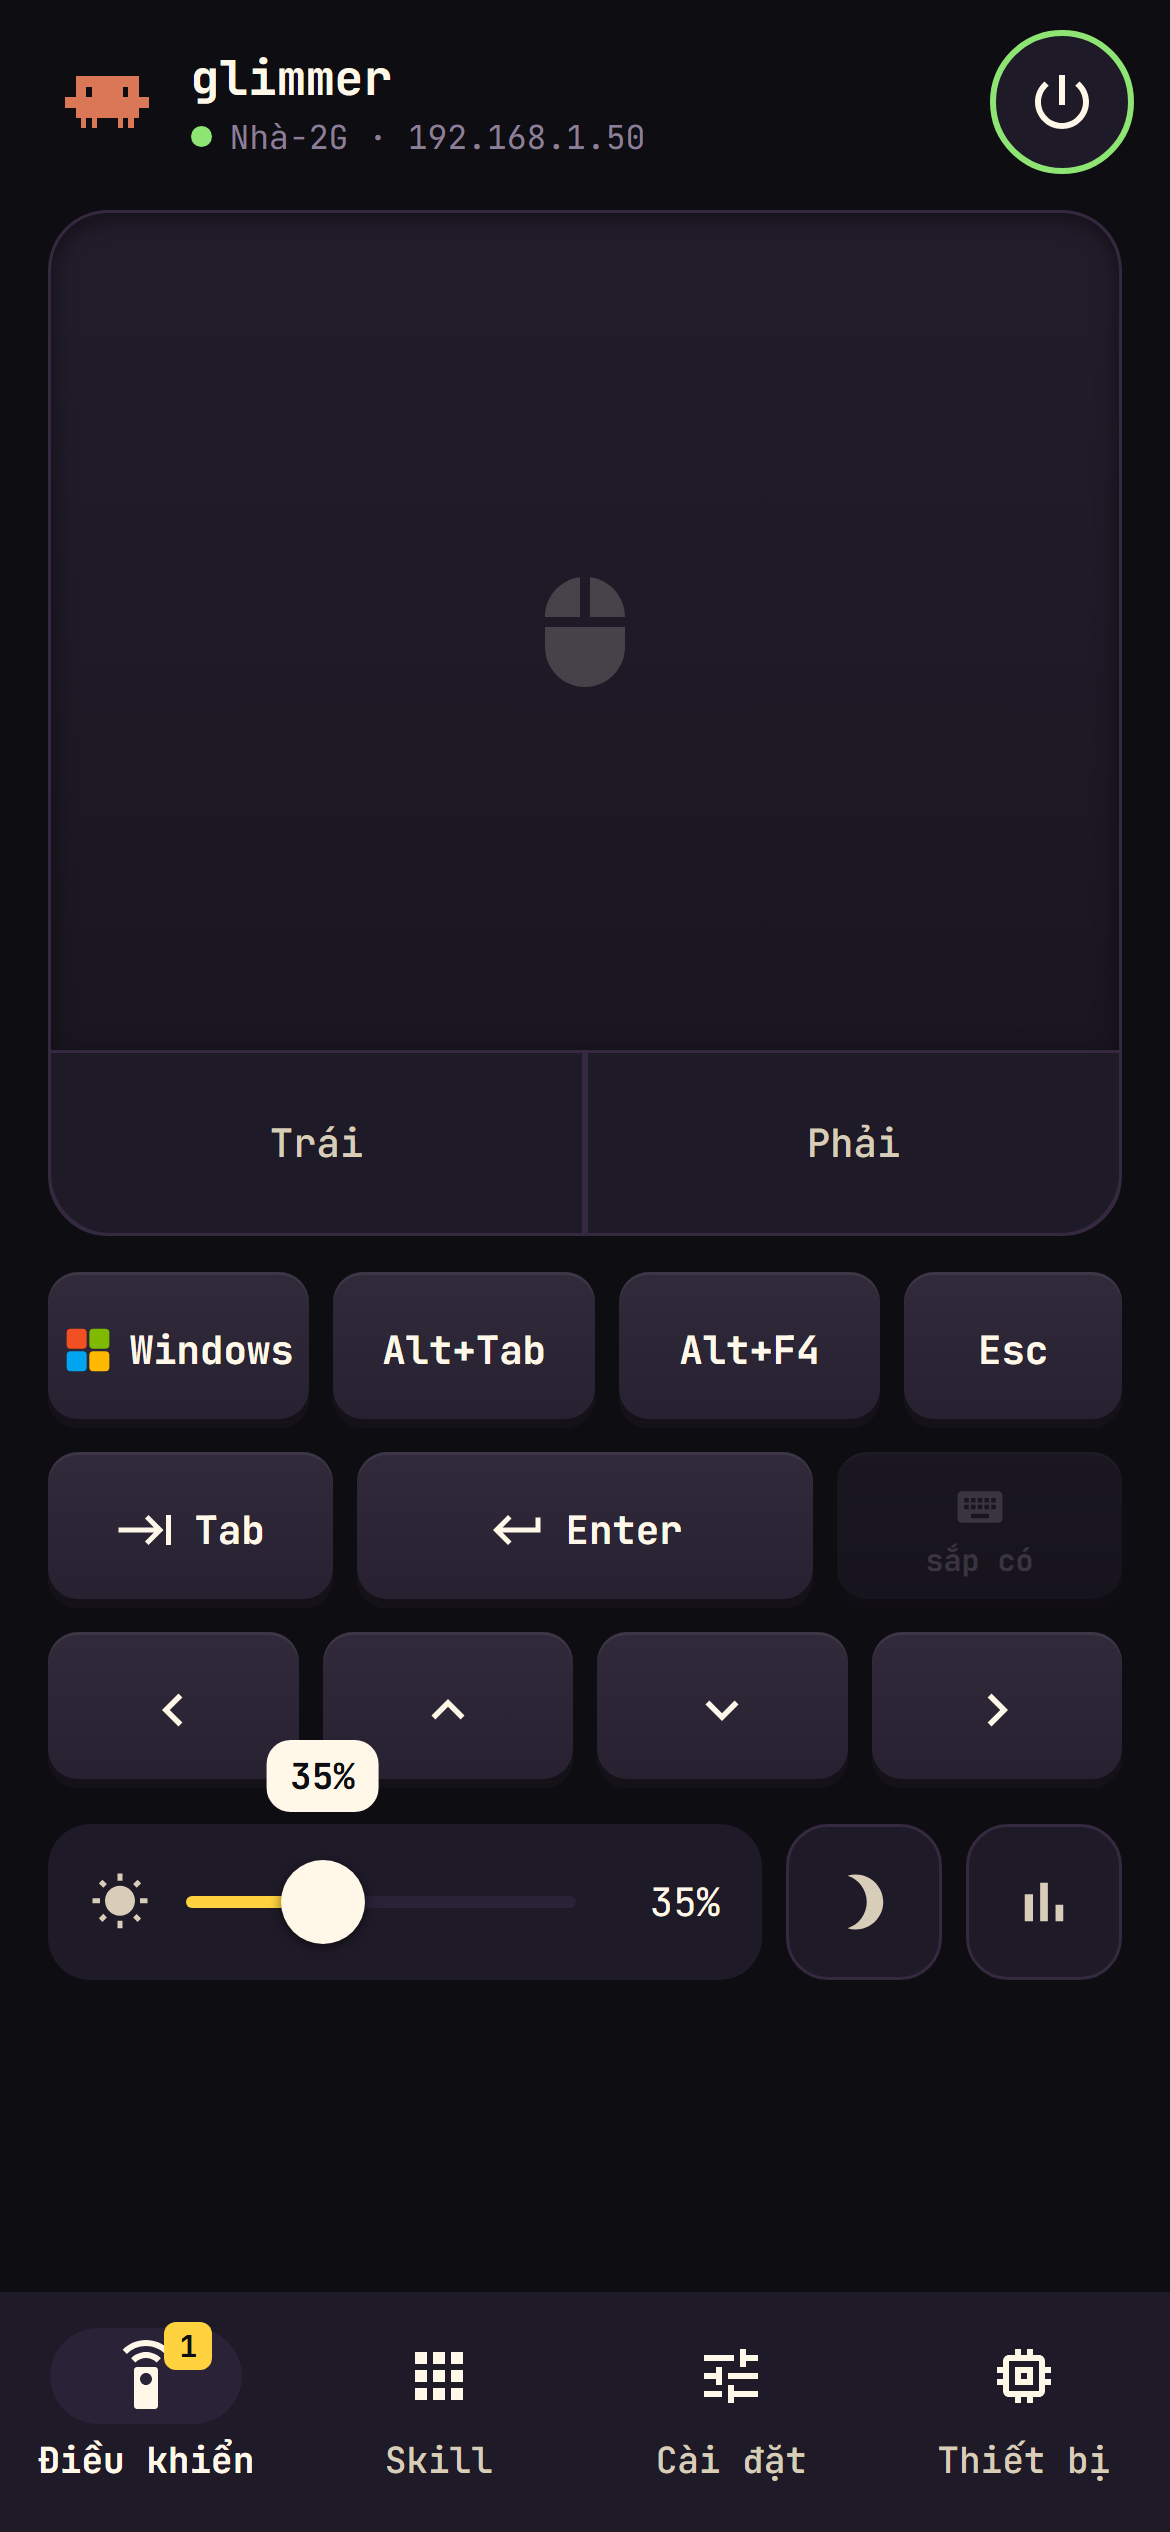 glimmer
Nhà-2G · 192.168.1.50
Trái
Phải
Windows
Alt+Tab
Alt+F4
Esc
Tab
Enter
sắp có
35%
35%
1
Điều khiển
Skill
Cài đặt
Thiết bị